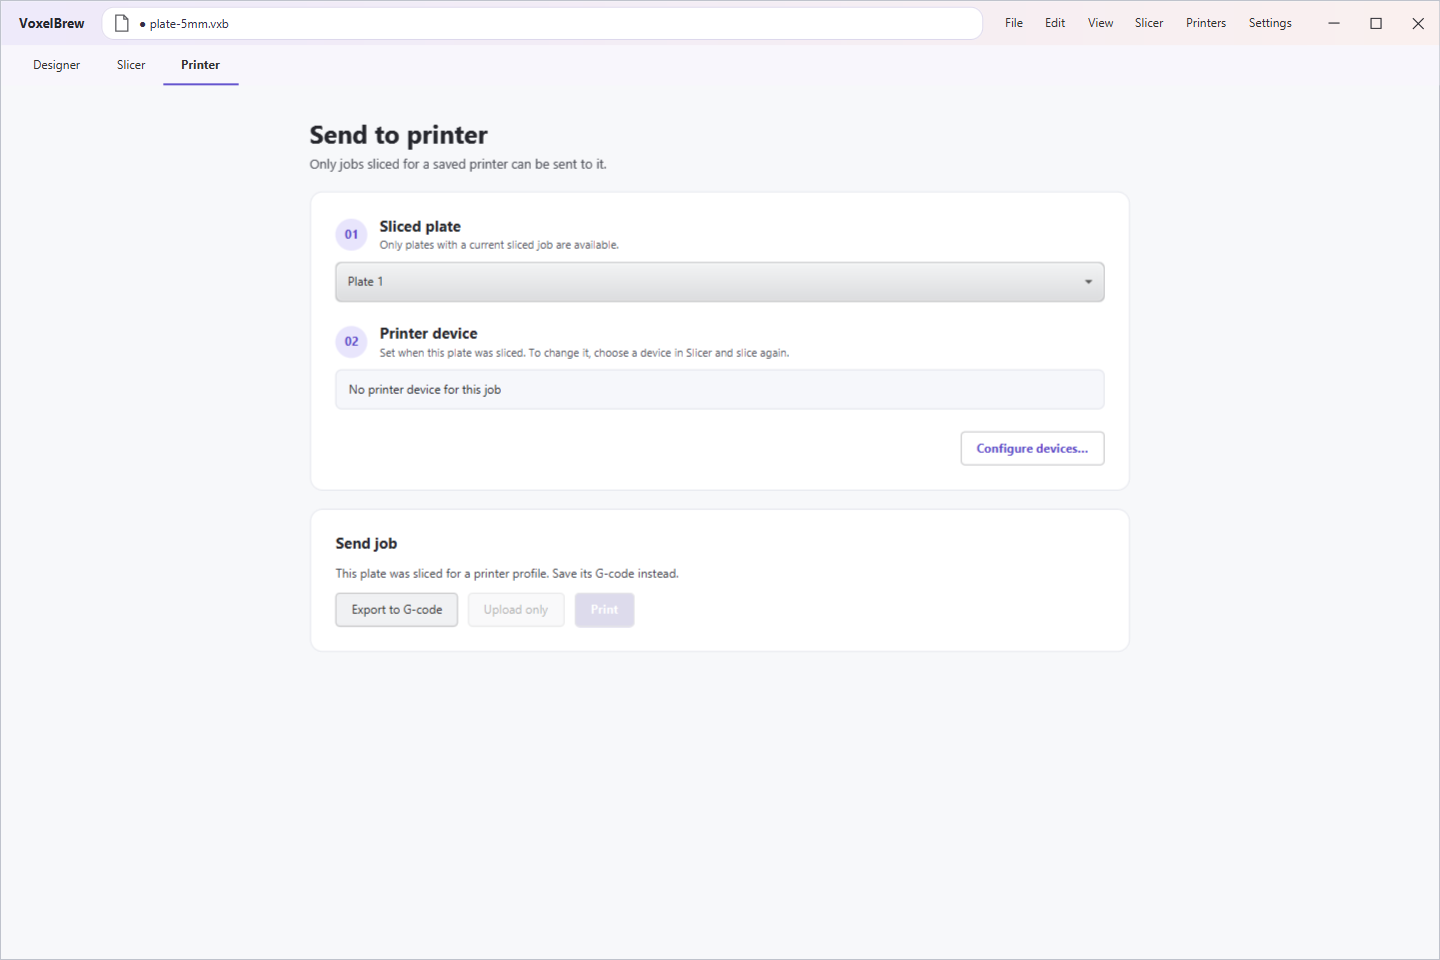 VoxelBrew
● plate-5mm.vxb
File Edit View Slicer Printers Settings
Designer Slicer Printer
Send to printer
Only jobs sliced for a saved printer can be sent to it.
01 Sliced plate
Only plates with a current sliced job are available.
Plate 1
02 Printer device
Set when this plate was sliced. To change it, choose a device in Slicer and slice again.
No printer device for this job
Configure devices...
Send job
This plate was sliced for a printer profile. Save its G-code instead.
Export to G-code Upload only Print